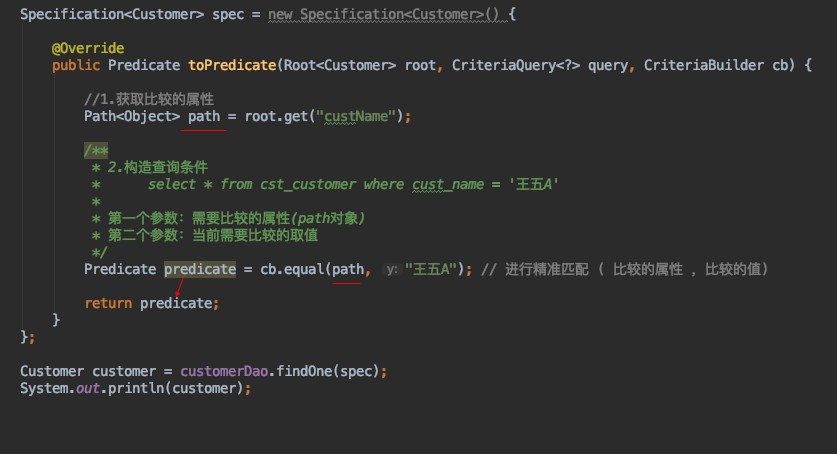 Specification<Customer> spec = new Specification<Customer>() {
@Override
public Predicate toPredicate(Root<Customer> root, CriteriaQuery<?> query, CriteriaBuilder cb) {
//1.获取比较的属性
Path<Object> path = root.get("custName");
/**
* 2.构造查询条件
*      select * from cst_customer where cust_name = '王五A'
*
* 第一个参数：需要比较的属性(path对象)
* 第二个参数：当前需要比较的取值
*/
Predicate predicate = cb.equal(path, y: "王五A"); // 进行精准匹配 ( 比较的属性 , 比较的值)
return predicate;
}
};
Customer customer = customerDao.findOne(spec);
System.out.println(customer);